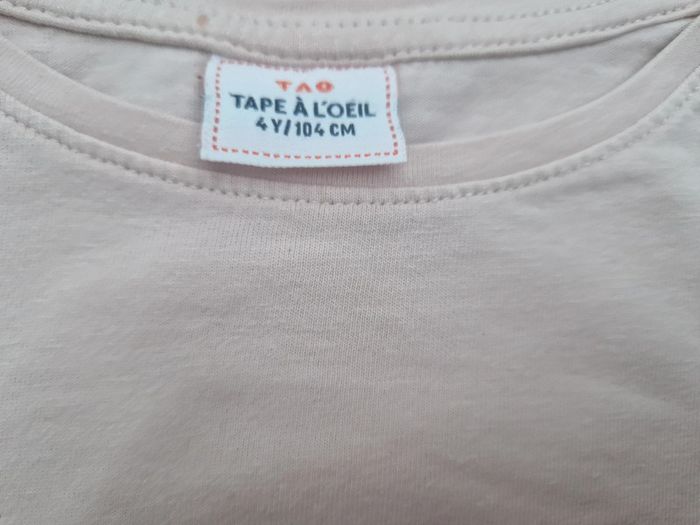 TAO
TAPE À L'OEIL
4Y/104 CM